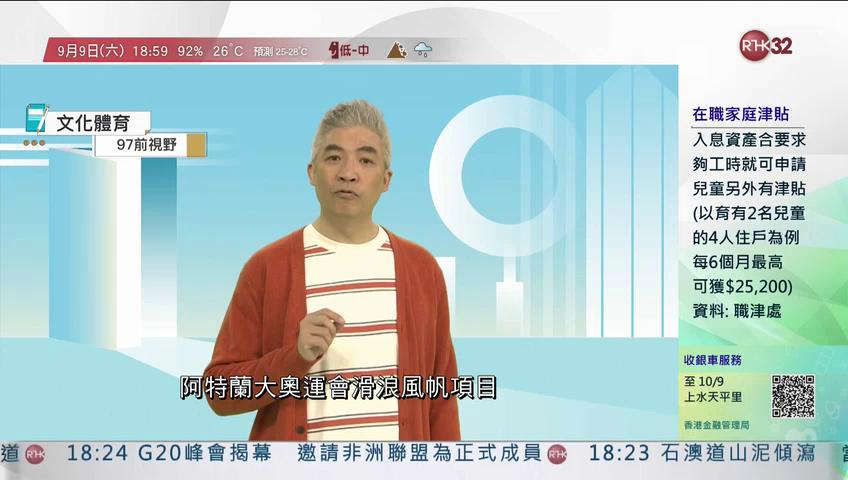 9月9日(六) 18:59 92% 26°C 預測 25-28°C 低-中
RTHK 32
文化體育
97前視野
在職家庭津貼
入息資產合要求
夠工時就可申請
兒童另外有津貼
(以育有2名兒童
的4人住戶為例
每6個月最高
可獲$25,200)
資料: 職津處
收銀車服務
至 10/9
上水天平里
香港金融管理局
阿特蘭大奧運會滑浪風帆項目
道 RTHK 18:24 G20峰會揭幕 邀請非洲聯盟為正式成員 RTHK 18:23 石澳道山泥傾瀉